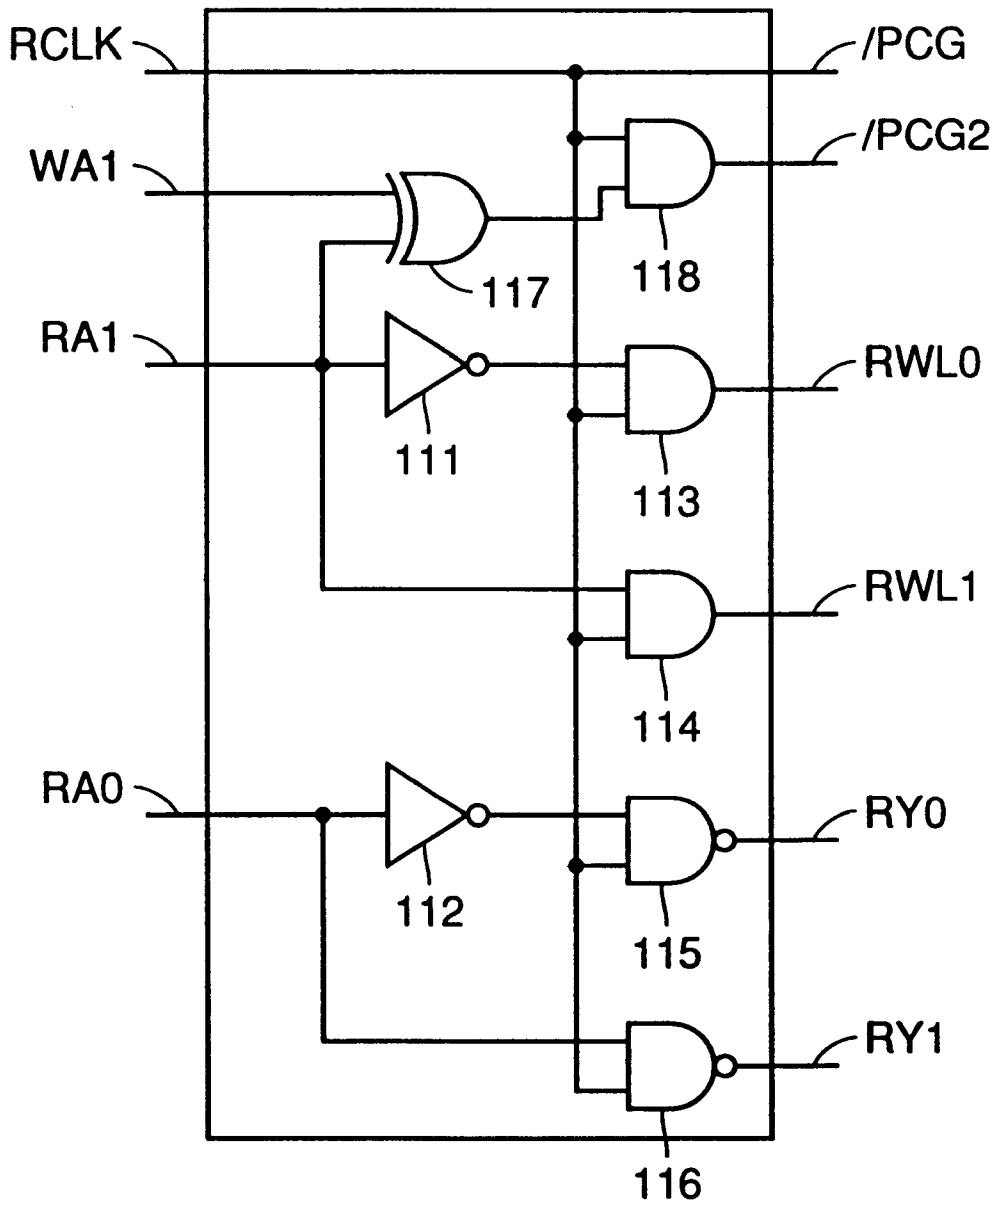 RCLK
/PCG
WA1
/PCG2
118
117
RA1
RWL0
111
113
RWL1
114
RA0
RY0
112
115
RY1
116